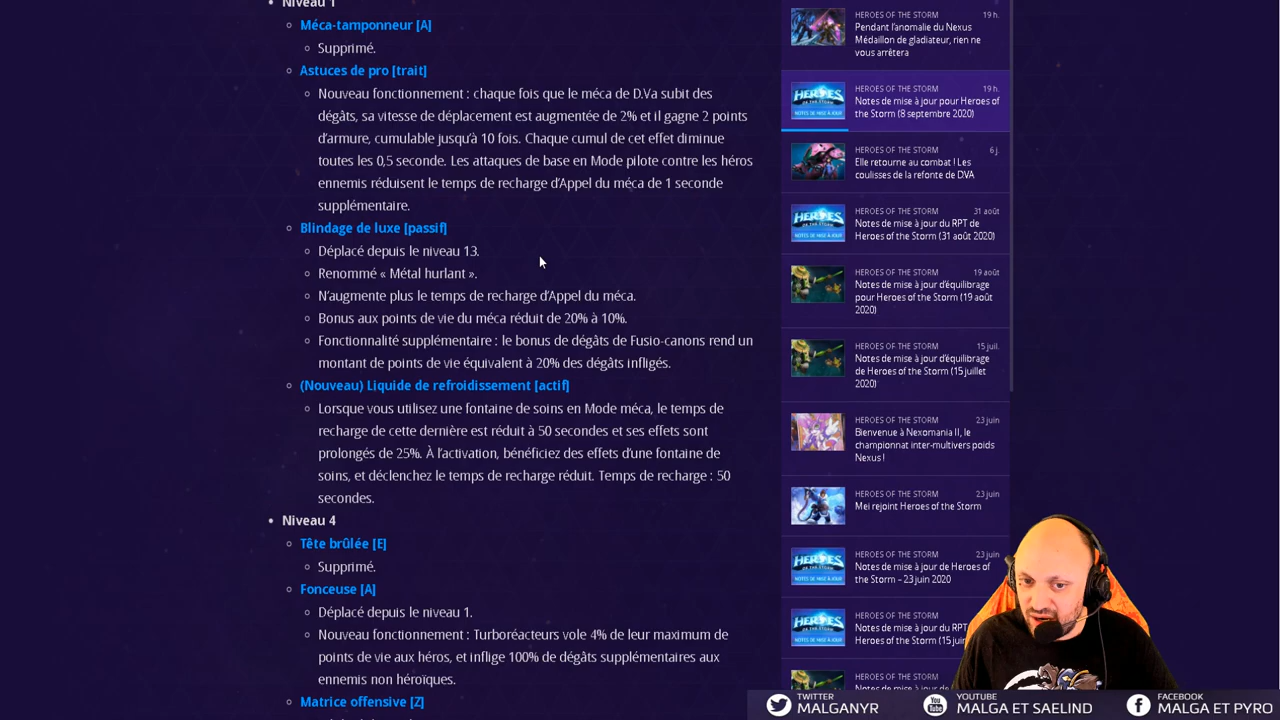 Niveau 1
Méca-tamponneur [A]
Supprimé.
Astuces de pro [trait]
Nouveau fonctionnement : chaque fois que le méca de D.Va subit des
dégâts, sa vitesse de déplacement est augmentée de 2% et il gagne 2 points
d'armure, cumulable jusqu'à 10 fois. Chaque cumul de cet effet diminue
toutes les 0,5 seconde. Les attaques de base en Mode pilote contre les héros
ennemis réduisent le temps de recharge d'Appel du méca de 1 seconde
supplémentaire.
Blindage de luxe [passif]
Déplacé depuis le niveau 13.
Renommé « Métal hurlant ».
N'augmente plus le temps de recharge d'Appel du méca.
Bonus aux points de vie du méca réduit de 20% à 10%.
Fonctionnalité supplémentaire : le bonus de dégâts de Fusio-canons rend un
montant de points de vie équivalent à 20% des dégâts infligés.
(Nouveau) Liquide de refroidissement [actif]
Lorsque vous utilisez une fontaine de soins en Mode méca, le temps de
recharge de cette dernière est réduit à 50 secondes et ses effets sont
prolongés de 25%. À l'activation, bénéficiez des effets d'une fontaine de
soins, et déclenchez le temps de recharge réduit. Temps de recharge : 50
secondes.
Niveau 4
Tête brûlée [E]
Supprimé.
Fonceuse [A]
Déplacé depuis le niveau 1.
Nouveau fonctionnement : Turboréacteurs vole 4% de leur maximum de
points de vie aux héros, et inflige 100% de dégâts supplémentaires aux
ennemis non héroïques.
Matrice offensive [Z]
HEROES OF THE STORM 19 h.
Pendant l'anomalie du Nexus
Médaillon de gladiateur, rien ne
vous arrêtera
HEROES OF THE STORM 19 h.
Notes de mise à jour pour Heroes of
the Storm (8 septembre 2020)
HEROES OF THE STORM 6 j.
Elle retourne au combat ! Les
coulisses de la refonte de DVA
HEROES OF THE STORM 31 août
Notes de mise à jour du RPT de
Heroes of the Storm (31 août 2020)
HEROES OF THE STORM 19 août
Notes de mise à jour d'équilibrage
pour Heroes of the Storm (19 août
2020)
HEROES OF THE STORM 15 juil.
Notes de mise à jour d'équilibrage
de Heroes of the Storm (15 juillet
2020)
HEROES OF THE STORM 23 juin
Bienvenue à Nexomania II, le
championnat inter-multivers poids
Nexus !
HEROES OF THE STORM 23 juin
Mei rejoint Heroes of the Storm
HEROES OF THE STORM 23 juin
Notes de mise à jour de Heroes of
the Storm – 23 juin 2020
HEROES OF THE STORM
Notes de mise à jour du RPT
Heroes of the Storm (15 juin
HEROES OF THE STORM
Notes de mise à jour de
TWITTER
MALGANYR
YOUTUBE
MALGA ET SAELIND
FACEBOOK
MALGA ET PYRO